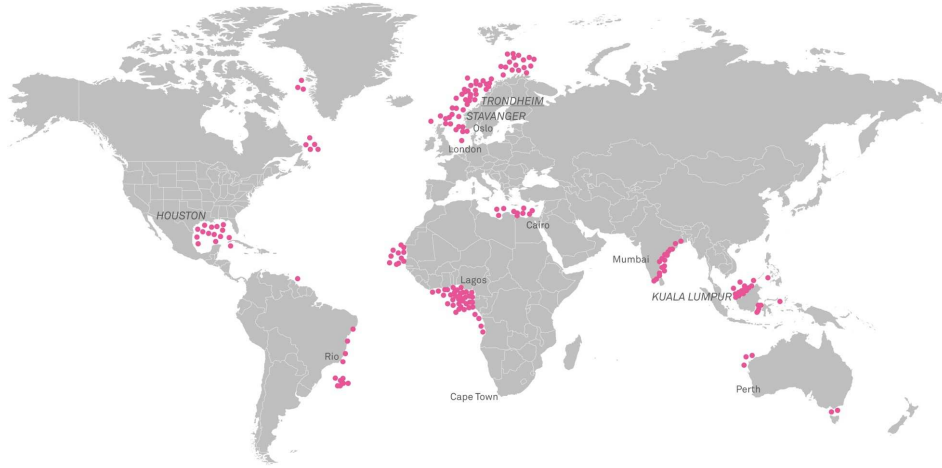 TRONDHEIM
STAVANGER
Oslo
London
HOUSTON
Cairo
Mumbai
Lagos
KUALA LUMPUR
Rio
Perth
Cape Town